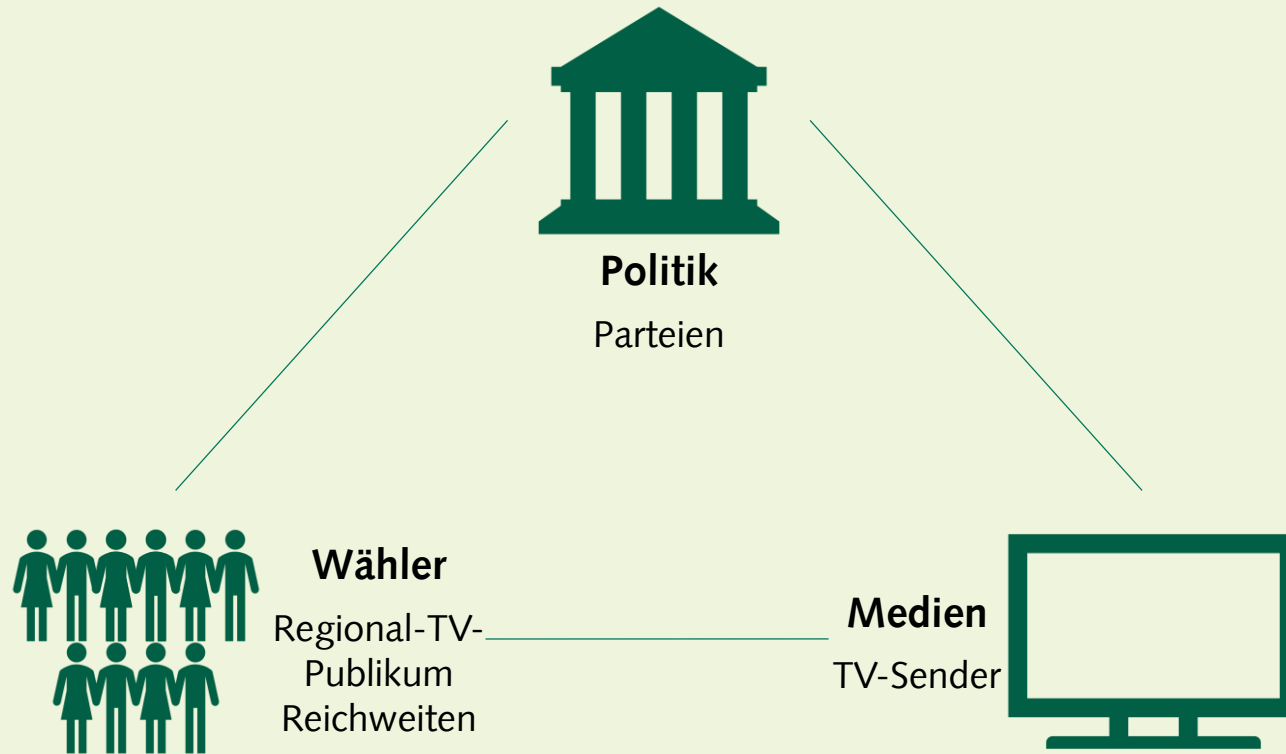 Politik
Parteien
Wähler
Regional-TV-
Publikum
Reichweiten
Medien
TV-Sender